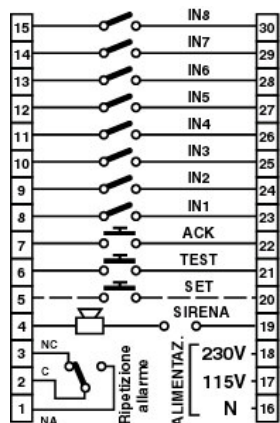 15 IN8 30
14 IN7 29
13 IN6 28
12 IN5 27
11 IN4 26
10 IN3 25
9 IN2 24
8 IN1 23
7 ACK 22
6 TEST 21
5 SET 20
4 SIRENA 19
3 NC 230V 18
2 C 115V 17
1 NA N 16
Ripetizione
allarme
ALIMENTAZ.